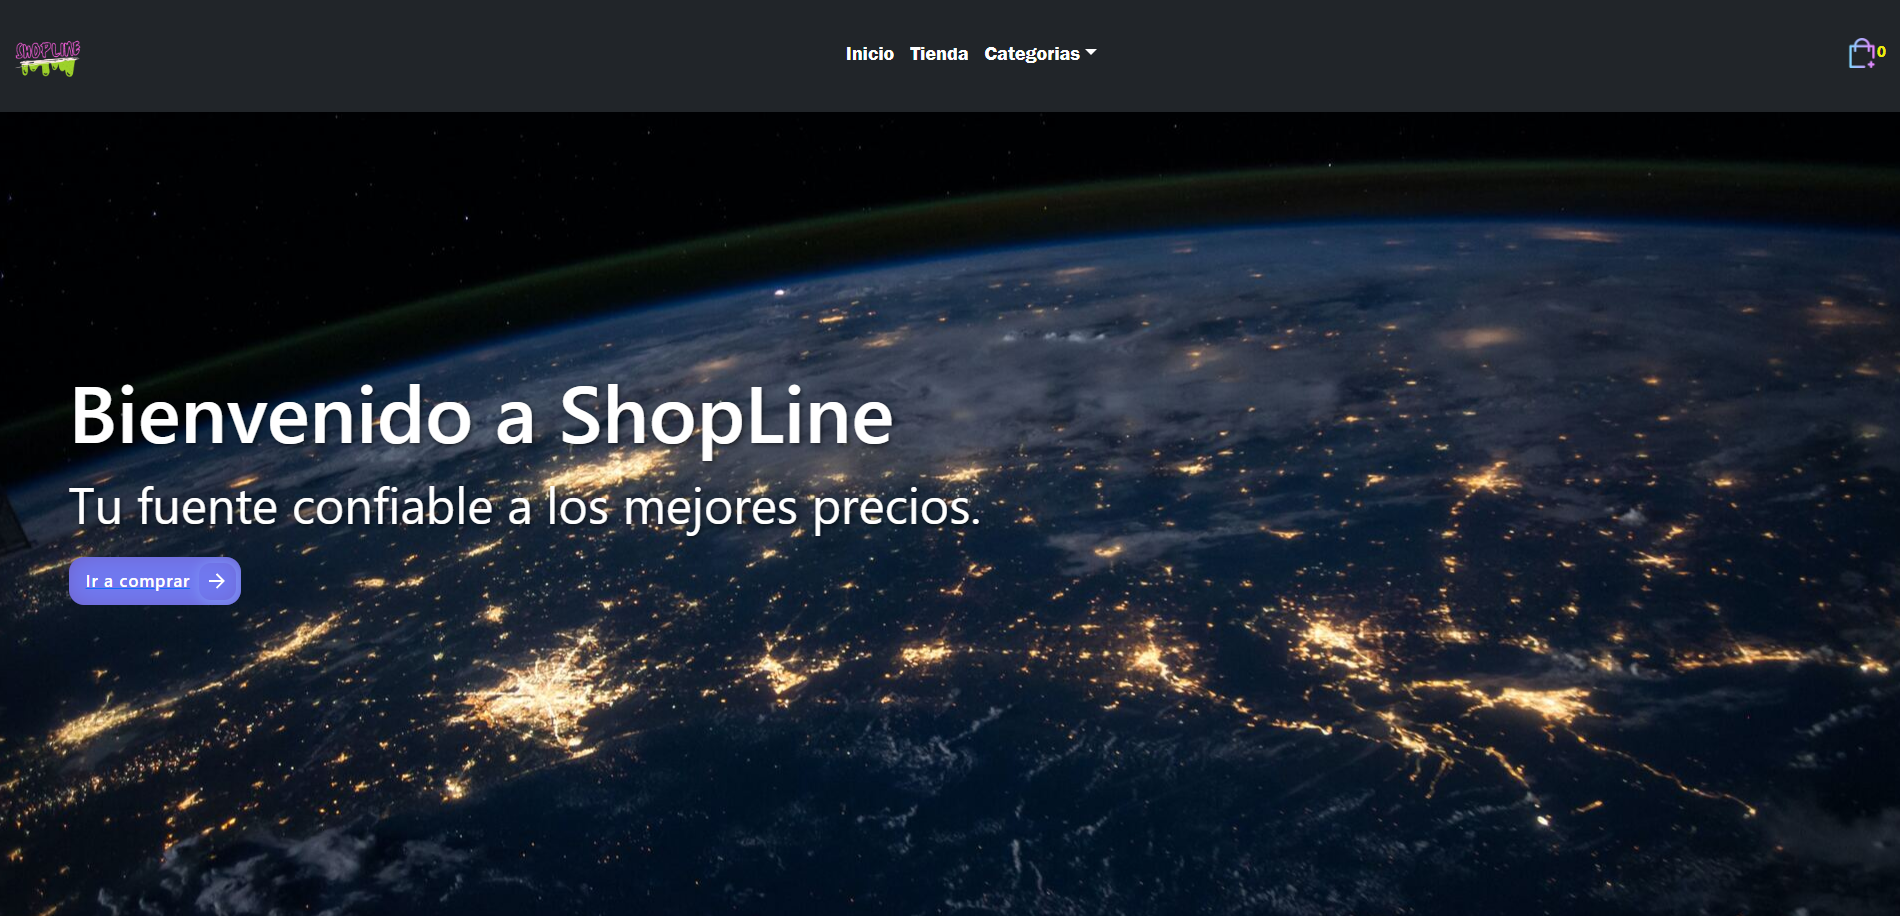 SHOPLINE
Inicio Tienda Categorias
0
Bienvenido a ShopLine
Tu fuente confiable a los mejores precios.
Ir a comprar